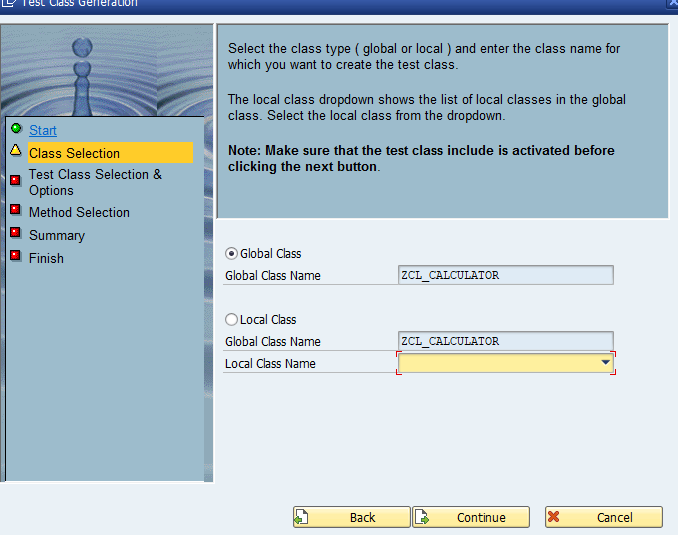 Test Class Generation
Select the class type ( global or local ) and enter the class name for
which you want to create the test class.
The local class dropdown shows the list of local classes in the global
class. Select the local class from the dropdown.
Note: Make sure that the test class include is activated before
clicking the next button.
Start
Class Selection
Test Class Selection &
Options
Method Selection
Summary
Finish
Global Class
Global Class Name ZCL_CALCULATOR
Local Class
Global Class Name ZCL_CALCULATOR
Local Class Name
Back Continue Cancel